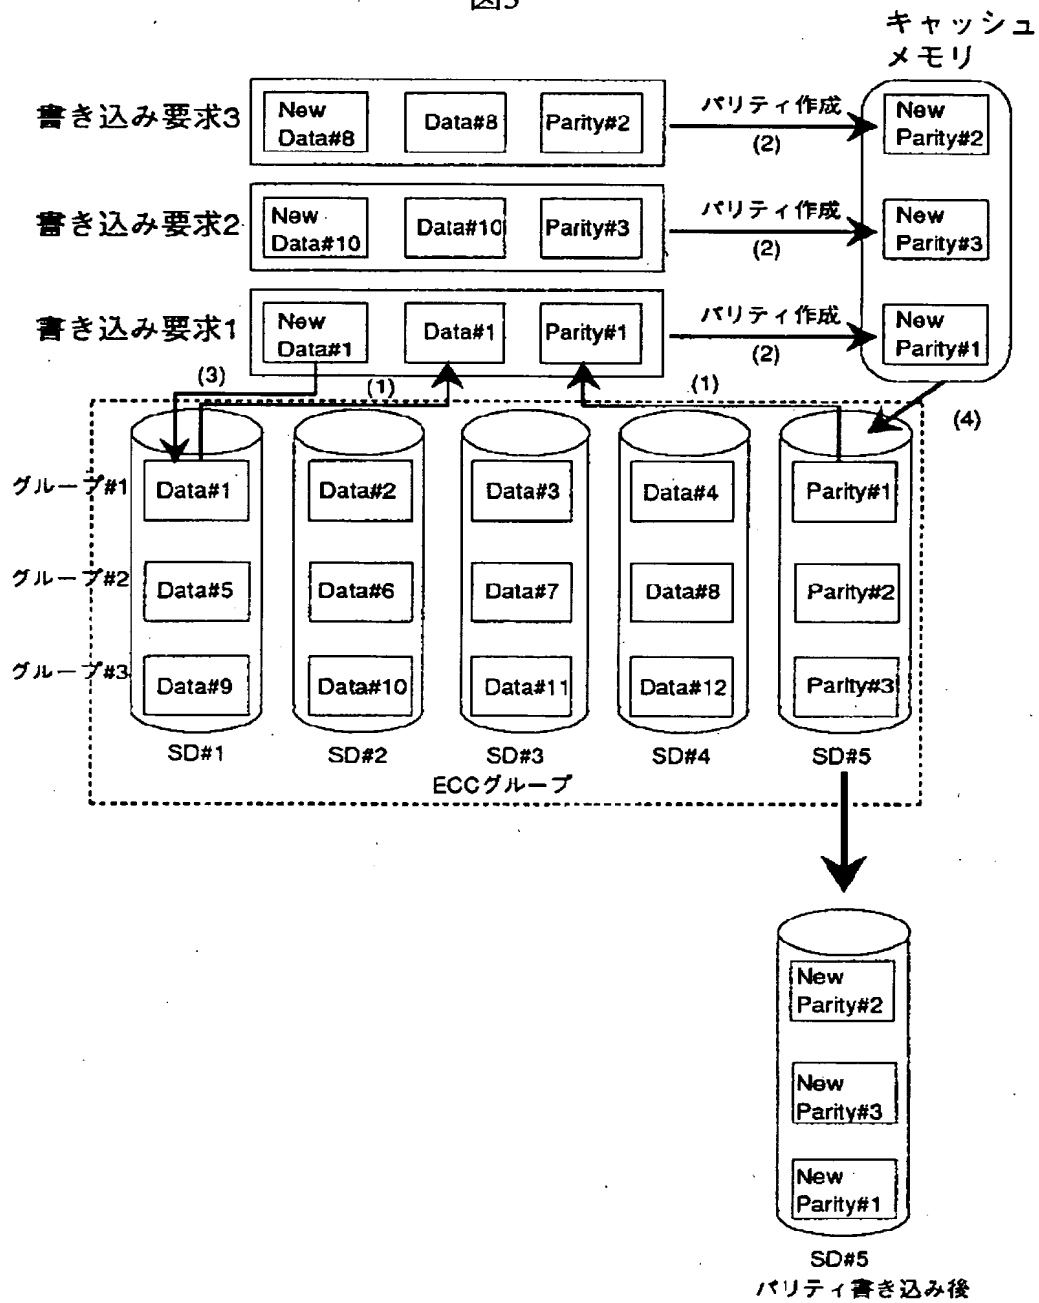 図5
キャッシュ
メモリ
書き込み要求3
New
Data#8
Data#8
Parity#2
パリティ作成
(2)
New
Parity#2
書き込み要求2
New
Data#10
Data#10
Parity#3
パリティ作成
(2)
New
Parity#3
書き込み要求1
New
Data#1
Data#1
Parity#1
パリティ作成
(2)
New
Parity#1
(3)
(1)
(1)
(4)
グループ#1
Data#1
Data#2
Data#3
Data#4
Parity#1
グループ#2
Data#5
Data#6
Data#7
Data#8
Parity#2
グループ#3
Data#9
Data#10
Data#11
Data#12
Parity#3
SD#1
SD#2
SD#3
SD#4
SD#5
ECCグループ
New
Parity#2
New
Parity#3
New
Parity#1
SD#5
パリティ書き込み後